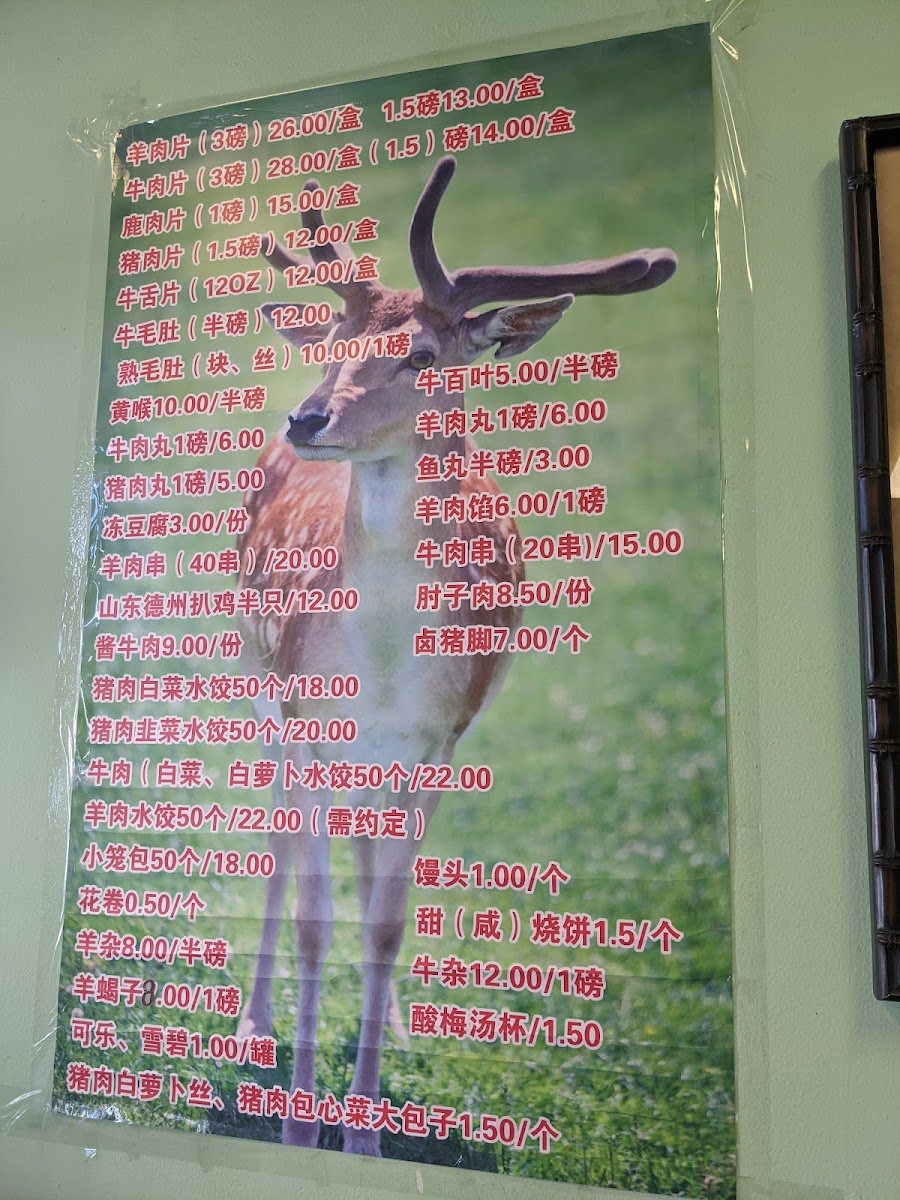 羊肉片（3磅）26.00/盒 1.5磅13.00/盒
牛肉片（3磅）28.00/盒（1.5）磅14.00/盒
鹿肉片（1磅）15.00/盒
猪肉片（1.5磅）12.00/盒
牛舌片（12OZ）12.00/盒
牛毛肚（半磅）12.00
熟毛肚（块、丝）10.00/1磅
黄喉10.00/半磅 牛百叶5.00/半磅
牛肉丸1磅/6.00 羊肉丸1磅/6.00
猪肉丸1磅/5.00 鱼丸半磅/3.00
冻豆腐3.00/份 羊肉馅6.00/1磅
羊肉串（40串）/20.00 牛肉串（20串)/15.00
山东德州扒鸡半只/12.00 肘子肉8.50/份
酱牛肉9.00/份 卤猪脚7.00/个
猪肉白菜水饺50个/18.00
猪肉韭菜水饺50个/20.00
牛肉（白菜、白萝卜水饺50个/22.00
羊肉水饺50个/22.00（需约定）
小笼包50个/18.00 馒头1.00/个
花卷0.50/个 甜（咸）烧饼1.5/个
羊杂8.00/半磅 牛杂12.00/1磅
羊蝎子8.00/1磅 酸梅汤杯/1.50
可乐、雪碧1.00/罐
猪肉白萝卜丝、猪肉包心菜大包子1.50/个